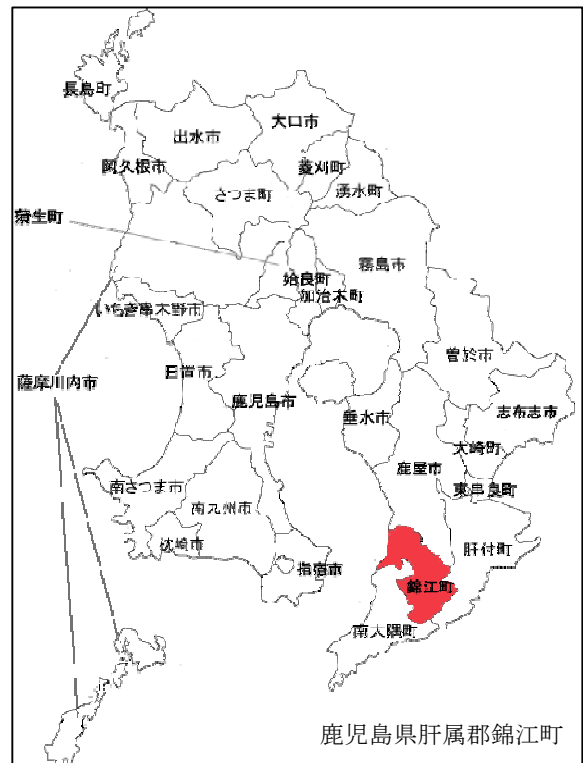 長島町
出水市
大口市
阿久根市
菱刈町
さつま町
湧水町
蒲生町
霧島市
姶良町
加治木町
いちき串木野市
曽於市
日置市
薩摩川内市
鹿児島市
垂水市
志布志市
大崎町
鹿屋市
南さつま市
東串良町
南九州市
枕崎市
肝付町
指宿市
錦江町
南大隅町
鹿児島県肝属郡錦江町